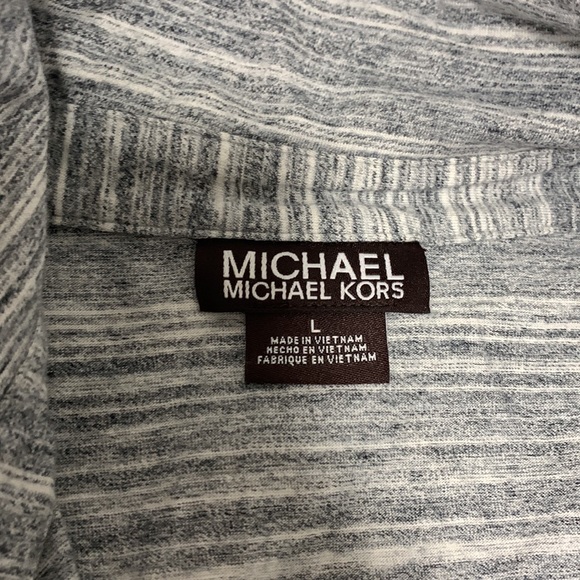 MICHAEL
MICHAEL KORS
L
MADE IN VIETNAM
HECHO EN VIETNAM
FABRIQUE EN VIETNAM